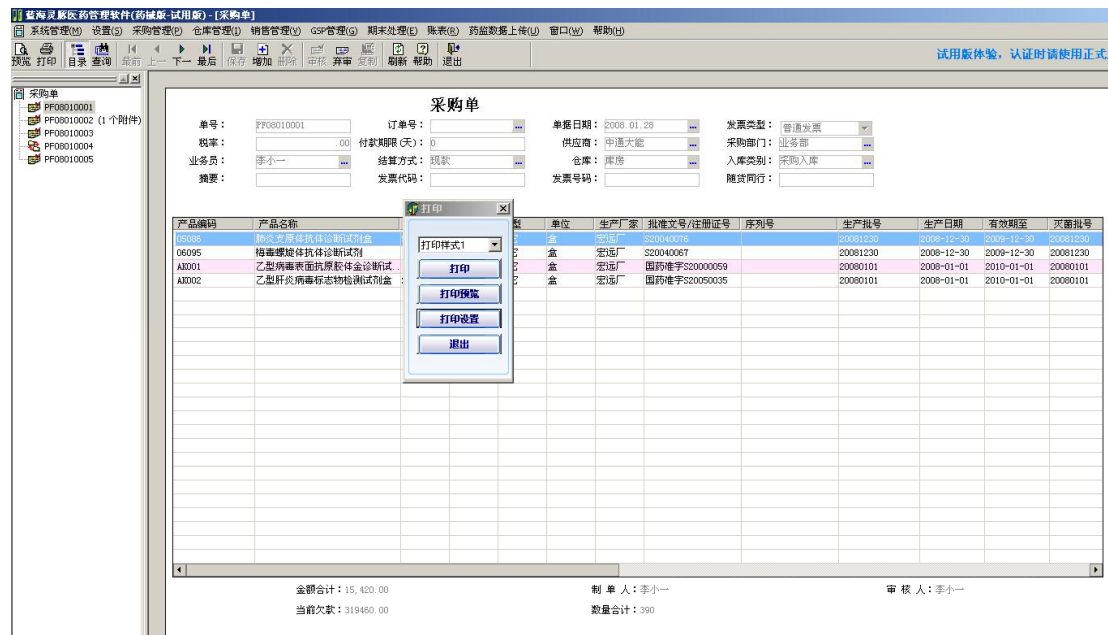 蓝海灵豚医药管理软件(药械版-试用版) - [采购单]
系统管理(M) 设置(S) 采购管理(P) 仓库管理(I) 销售管理(V) GSP管理(G) 期末处理(E) 账表(R) 药监数据上传(U) 窗口(W) 帮助(H)
预览 打印 目录 查询 最前 上一 下一 最后 保存 增加 删除 审核 弃审 复制 刷新 帮助 退出 试用版体验，认证时请使用正式
采购单
PF08010001
PF08010002 (1 个附件)
PF08010003
PF08010004
PF08010005
采购单
单号： PF08010001 订单号： 单据日期： 2008.01.28 发票类型： 普通发票
税率： .00 付款期限(天)： 0 供应商： 中通大能 采购部门： 业务部
业务员： 李小一 结算方式： 现款 仓库： 库房 入库类别： 采购入库
摘要： 发票代码： 发票号码： 随货同行：
产品编码 产品名称 型 单位 生产厂家 批准文号/注册证号 序列号 生产批号 生产日期 有效期至 灭菌批号
05088 肺炎支原体抗体诊断试剂盒 盒 宏远厂 S20040076 20081230 2008-12-30 2009-12-30 20081230
06095 梅毒螺旋体抗体诊断试剂 盒 宏远厂 S20040067 20081230 2008-12-30 2009-12-30 20081230
AK001 乙型病毒表面抗原胶体金诊断试.. 盒 宏远厂 国药准字S20000059 20080101 2008-01-01 2010-01-01 20080101
AK002 乙型肝炎病毒标志物检测试剂盒 盒 宏远厂 国药准字S20050035 20080101 2008-01-01 2010-01-01 20080101
打印
打印样式1
打印
打印预览
打印设置
退出
金额合计：15,420.00 制 单 人：李小一 审 核 人：李小一
当前欠款：319460.00 数量合计：390